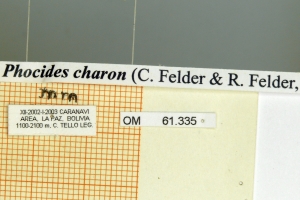 Phocides charon (C. Felder & R. Felder,
XII-2002-I-2003 CARANAVI
AREA, LA PAZ, BOLIVIA
1100-2100 m, C. TELLO LEG.
OM 61.335